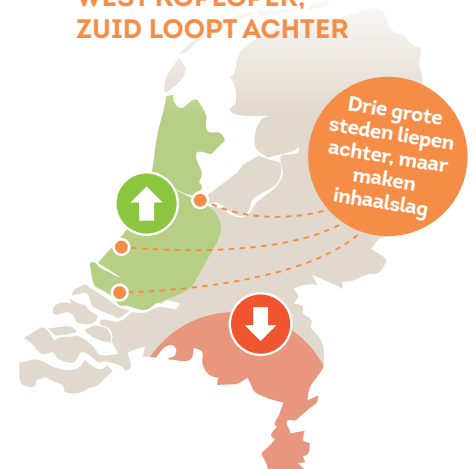 WEST KOPLOPER,
ZUID LOOPT ACHTER
Drie grote
steden liepen
achter, maar
maken
inhaalslag